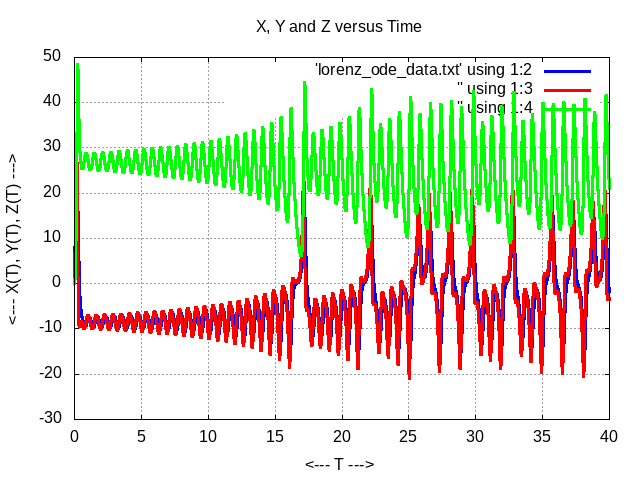 X, Y and Z versus Time
'lorenz_ode_data.txt' using 1:2
'' using 1:3
'' using 1:4
50
40
30
20
10
0
-10
-20
-30
<--- X(T), Y(T), Z(T) --->
0 5 10 15 20 25 30 35 40
<--- T --->